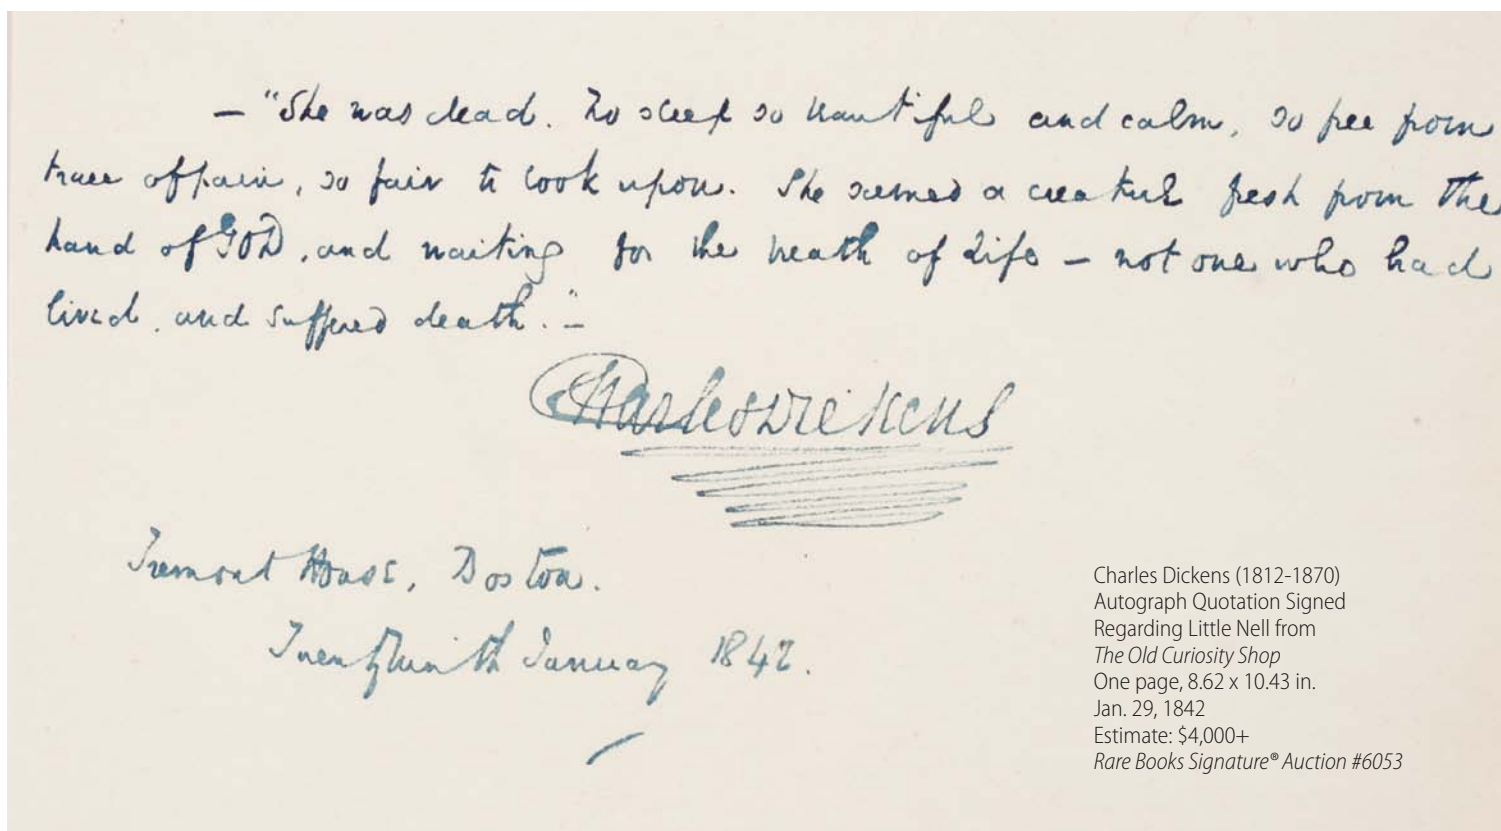 — "She was dead. No sleep so beautiful and calm, so free from
trace of pain, so fair to look upon. She seemed a creature fresh from the
hand of GOD, and waiting for the breath of Life — not one who had
lived, and suffered death." —
Charles Dickens
Tremont House, Boston.
Twenty Ninth January 1842.
Charles Dickens (1812-1870)
Autograph Quotation Signed
Regarding Little Nell from
The Old Curiosity Shop
One page, 8.62 x 10.43 in.
Jan. 29, 1842
Estimate: $4,000+
Rare Books Signature® Auction #6053